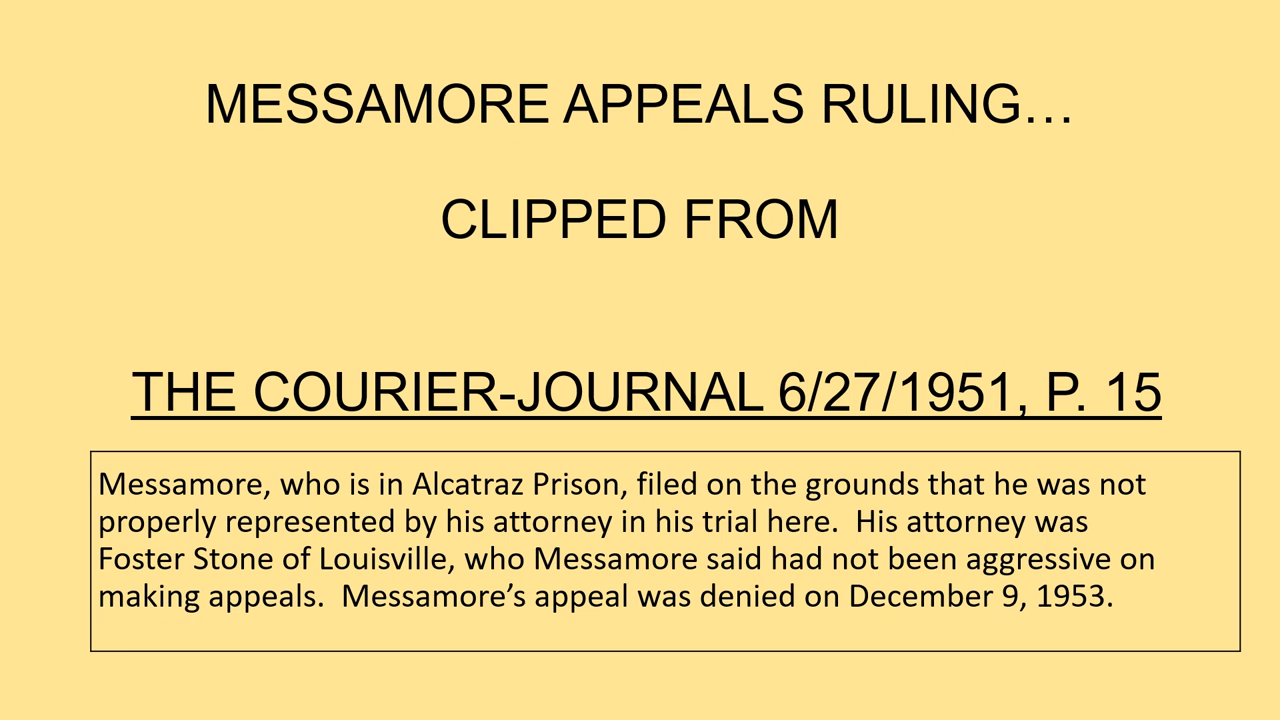 MESSAMORE APPEALS RULING…
CLIPPED FROM
THE COURIER-JOURNAL 6/27/1951, P. 15
Messamore, who is in Alcatraz Prison, filed on the grounds that he was not
properly represented by his attorney in his trial here.  His attorney was
Foster Stone of Louisville, who Messamore said had not been aggressive on
making appeals.  Messamore’s appeal was denied on December 9, 1953.